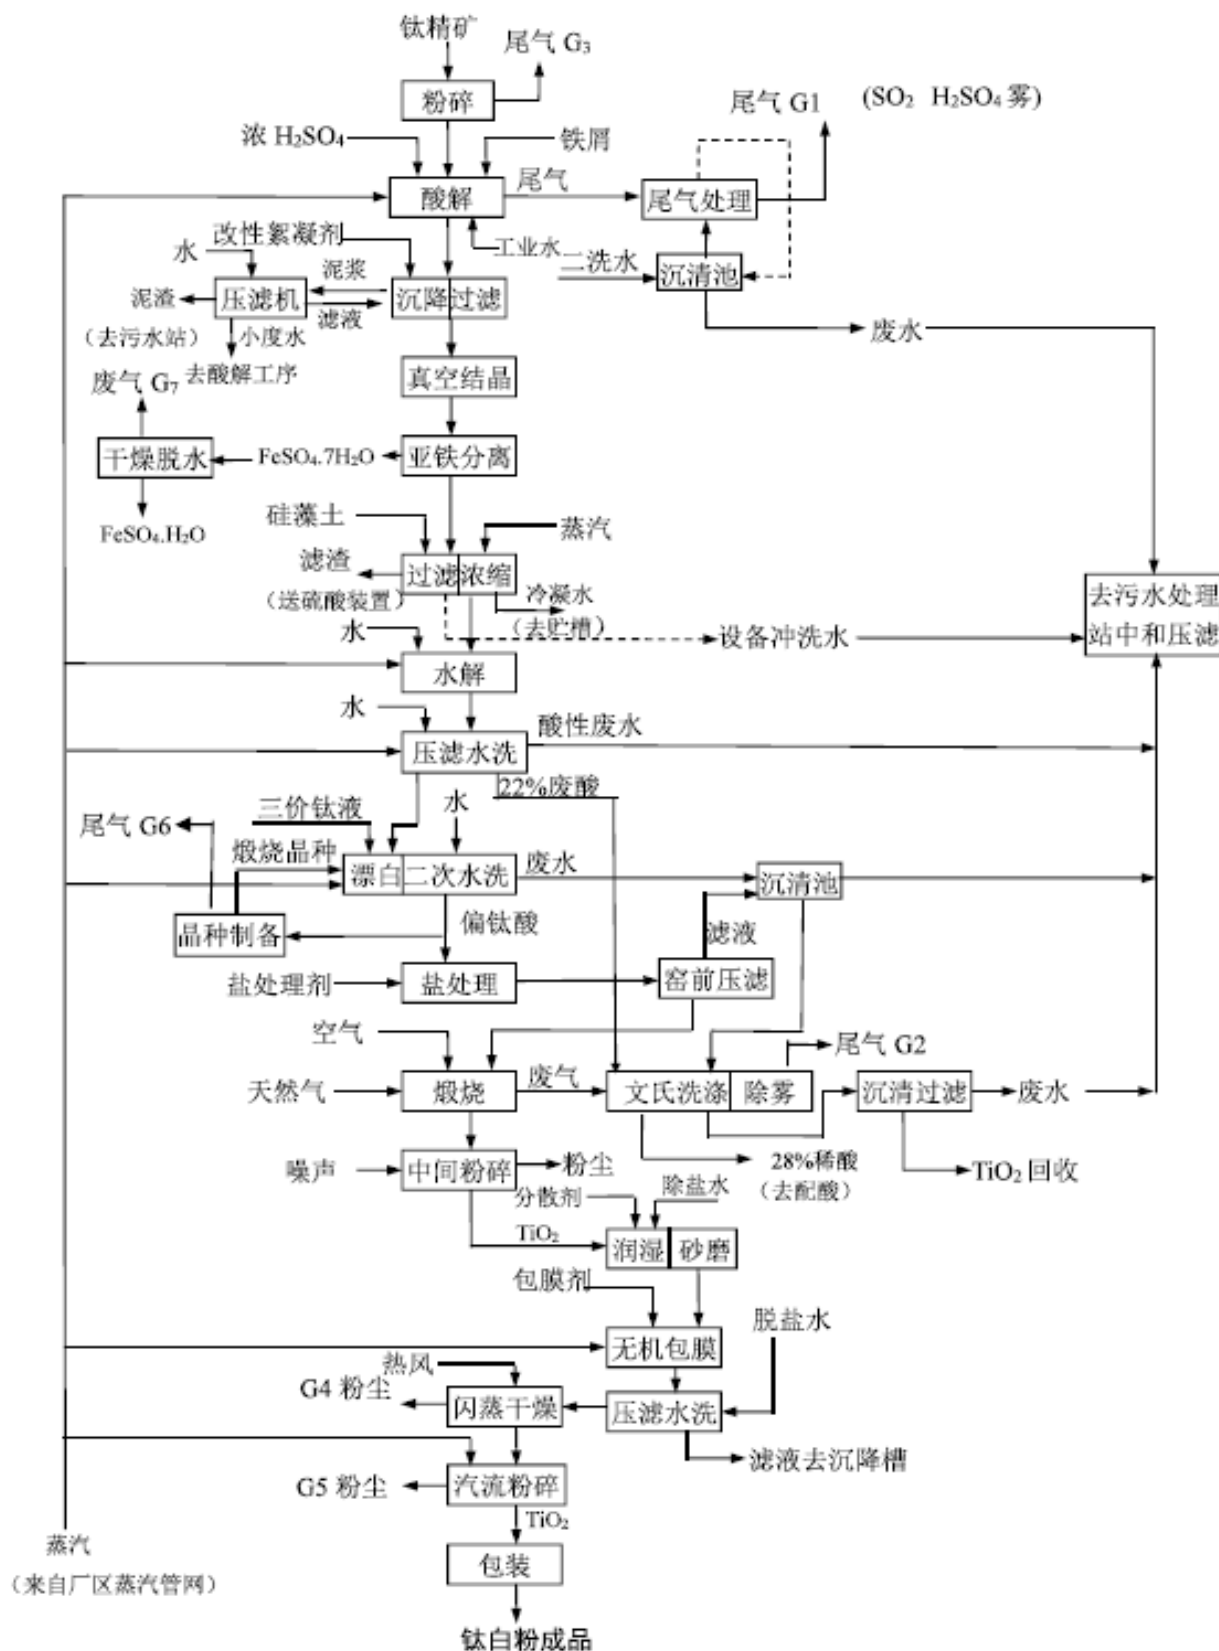 钛精矿
尾气 G₃
粉碎
尾气 G1 (SO₂ H₂SO₄ 雾)
浓 H₂SO₄
铁屑
酸解
尾气
尾气处理
改性絮凝剂
水
工业水
二洗水
沉清池
泥浆
泥渣
压滤机
滤液
沉降过滤
(去污水站)
小度水
去酸解工序
废水
废气 G₇
真空结晶
干燥脱水
FeSO₄.7H₂O
亚铁分离
FeSO₄.H₂O
硅藻土
蒸汽
滤渣
过滤浓缩
(送硫酸装置)
冷凝水
(去贮槽)
去污水处理
站中和压滤
水
设备冲洗水
水解
水
酸性废水
压滤水洗
22%废酸
三价钛液
水
尾气 G6
煅烧晶种
漂白二次水洗
废水
沉清池
晶种制备
偏钛酸
滤液
盐处理剂
盐处理
窑前压滤
空气
尾气 G2
天然气
煅烧
废气
文氏洗涤
除雾
沉清过滤
废水
噪声
中间粉碎
粉尘
28%稀酸
(去配酸)
TiO₂ 回收
分散剂
除盐水
TiO₂
润湿
砂磨
包膜剂
脱盐水
无机包膜
热风
G4 粉尘
闪蒸干燥
压滤水洗
滤液去沉降槽
G5 粉尘
汽流粉碎
TiO₂
蒸汽
(来自厂区蒸汽管网)
包装
钛白粉成品